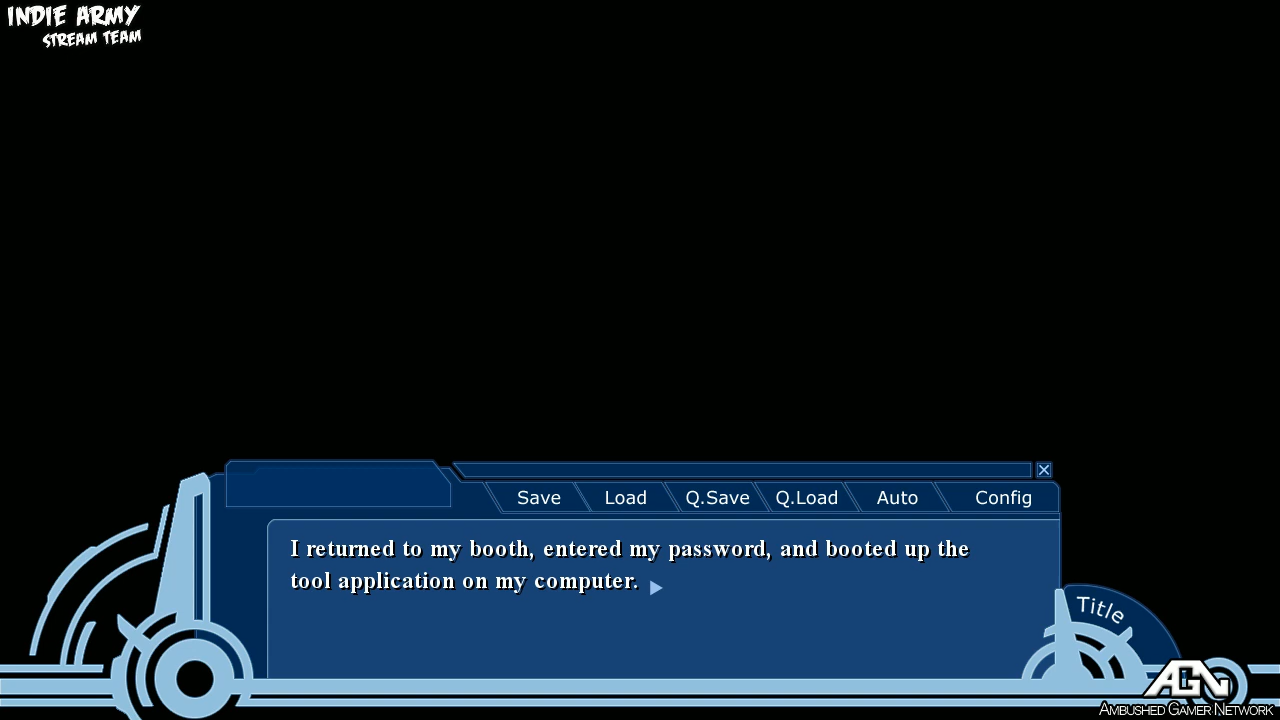 INDIE ARMY
STREAM TEAM
Save Load Q.Save Q.Load Auto Config
I returned to my booth, entered my password, and booted up the
tool application on my computer.
Title
AGN
AMBUSHED GAMER NETWORK